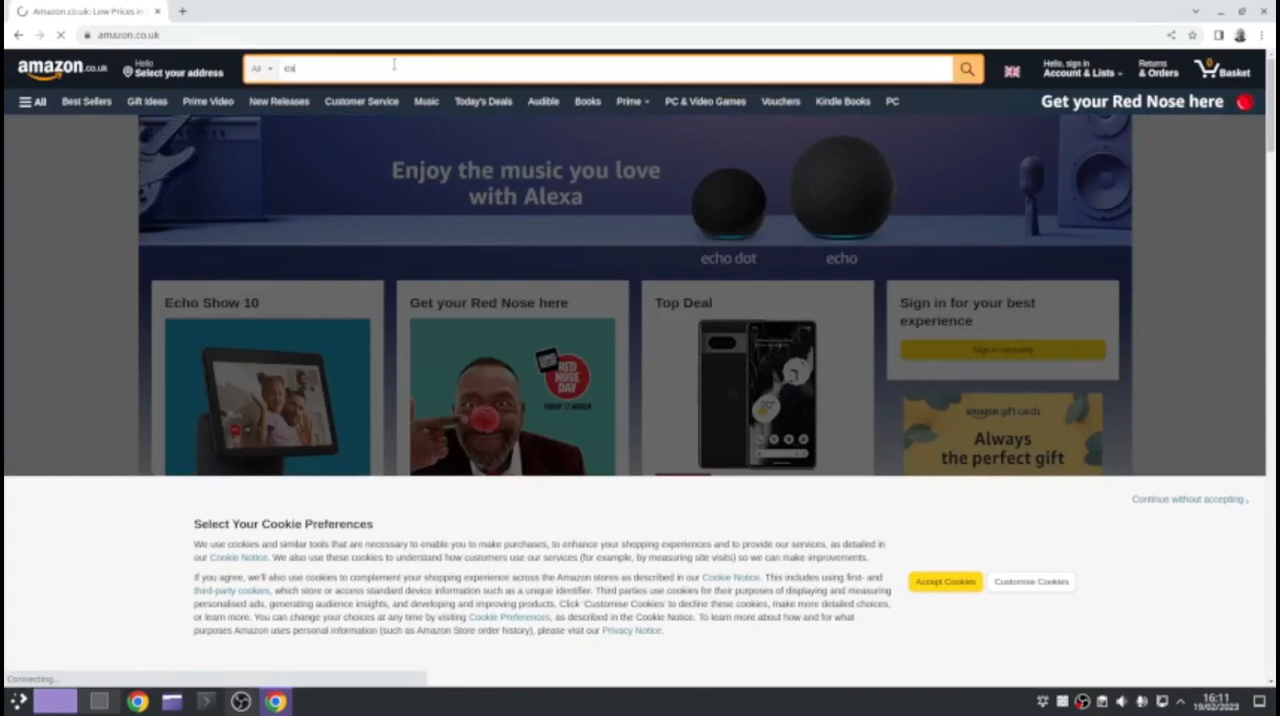 Amazon.co.uk: Low Prices in
amazon.co.uk
amazon.co.uk
Hello
Select your address
All
ex
Hello, sign in
Account & Lists
Returns
& Orders
0
Basket
All Best Sellers Gift Ideas Prime Video New Releases Customer Service Music Today's Deals Audible Books Prime PC & Video Games Vouchers Kindle Books PC
Get your Red Nose here
Enjoy the music you love
with Alexa
echo dot echo
Echo Show 10
Get your Red Nose here
Top Deal
Sign in for your best
experience
Sign in securely
RED
NOSE
DAY
FRIDAY 17 MARCH
amazon gift cards
Always
the perfect gift
Continue without accepting
Select Your Cookie Preferences
We use cookies and similar tools that are necessary to enable you to make purchases, to enhance your shopping experiences and to provide our services, as detailed in
our Cookie Notice. We also use these cookies to understand how customers use our services (for example, by measuring site visits) so we can make improvements.
If you agree, we'll also use cookies to complement your shopping experience across the Amazon stores as described in our Cookie Notice. This includes using first- and
third-party cookies, which store or access standard device information such as a unique identifier. Third parties use cookies for their purposes of displaying and measuring
personalised ads, generating audience insights, and developing and improving products. Click 'Customise Cookies' to decline these cookies, make more detailed choices,
or learn more. You can change your choices at any time by visiting Cookie Preferences, as described in the Cookie Notice. To learn more about how and for what
purposes Amazon uses personal information (such as Amazon Store order history), please visit our Privacy Notice.
Accept Cookies
Customise Cookies
Connecting...
16:11
19/02/2023